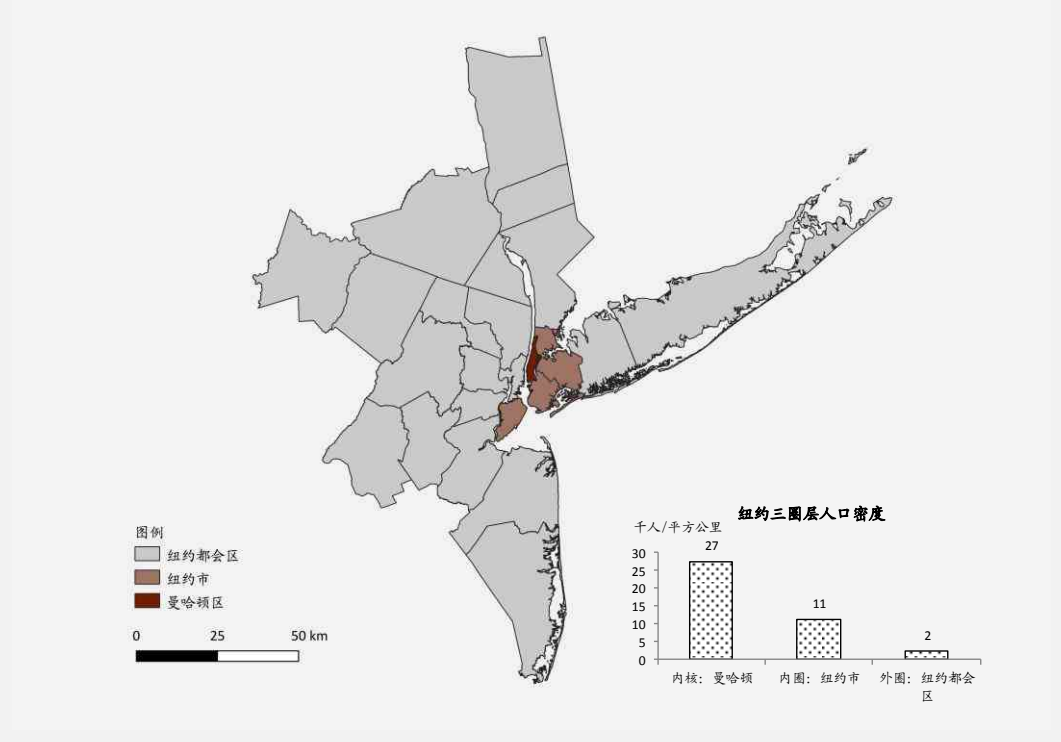 图例
纽约都会区
纽约市
曼哈顿区
0 25 50 km
纽约三圈层人口密度
千人/平方公里
30
25
20
15
10
5
0
27
11
2
内核：曼哈顿
内圈：纽约市
外圈：纽约都会
区